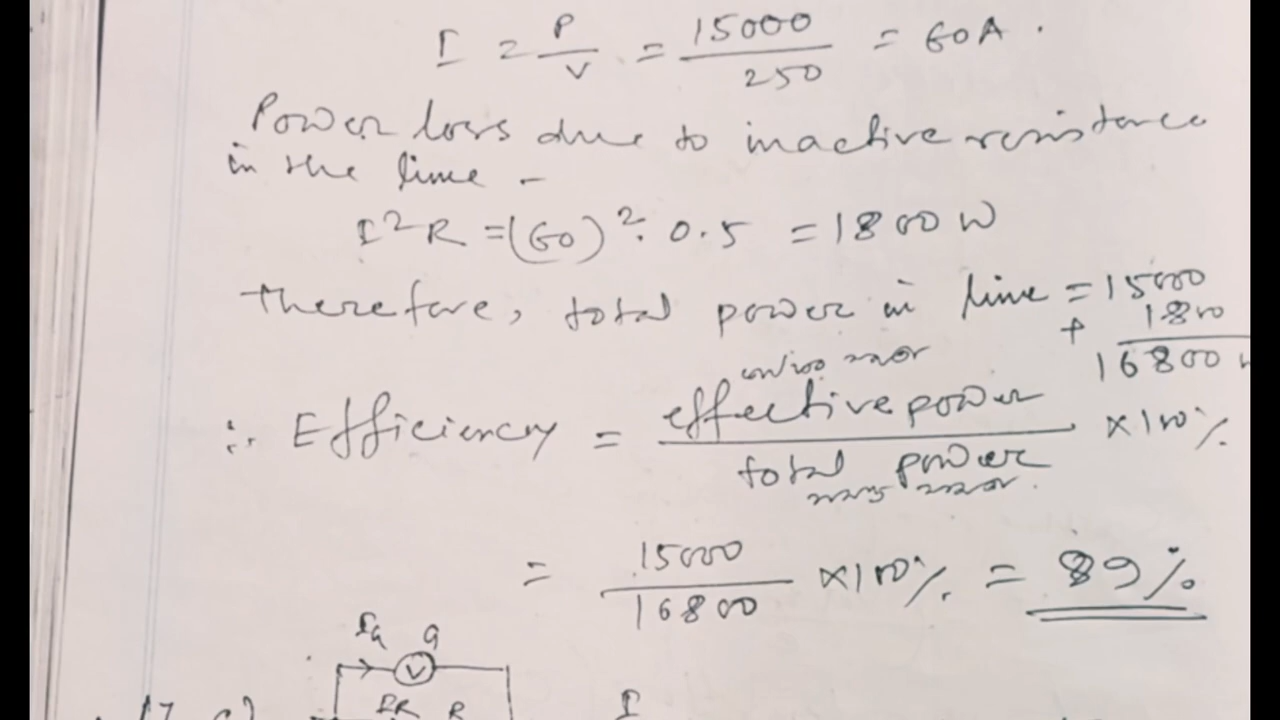 I = P/V = 15000/250 = 60A.
Power loss due to inactive resistance
in the line -
I²R = (60)². 0.5 = 1800 W
Therefore, total power in line = 15000
+ 1800
16800
∴ Efficiency = effective power / total power × 100%
= 15000/16800 × 100% = 89%
I G
IR R I